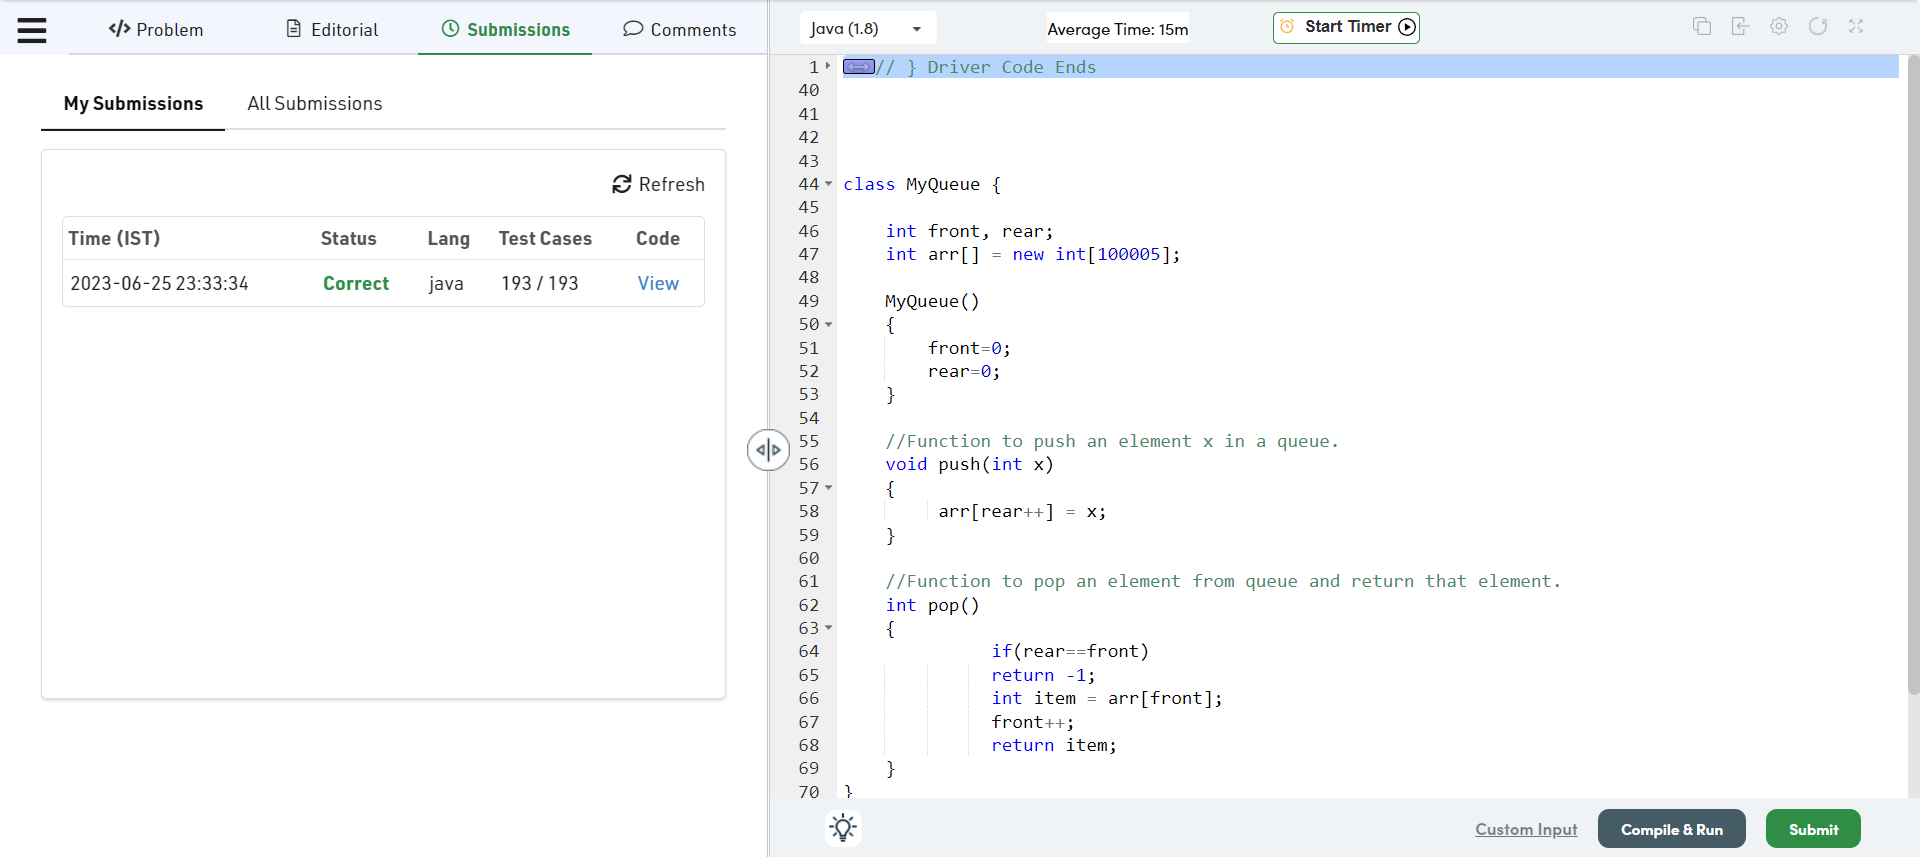 Problem
Editorial
Submissions
Comments
My Submissions
All Submissions
Refresh
Time (IST) Status Lang Test Cases Code
2023-06-25 23:33:34 Correct java 193 / 193 View
Java (1.8)
Average Time: 15m
Start Timer
1 // } Driver Code Ends
40
41
42
43
44 class MyQueue {
45
46     int front, rear;
47     int arr[] = new int[100005];
48
49     MyQueue()
50     {
51         front=0;
52         rear=0;
53     }
54
55     //Function to push an element x in a queue.
56     void push(int x)
57     {
58          arr[rear++] = x;
59     }
60
61     //Function to pop an element from queue and return that element.
62     int pop()
63     {
64               if(rear==front)
65               return -1;
66               int item = arr[front];
67               front++;
68               return item;
69     }
70 }
Custom Input
Compile & Run
Submit